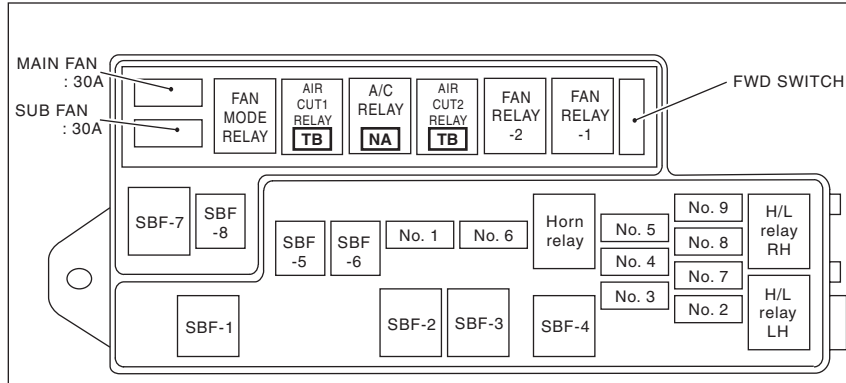 MAIN FAN
: 30A
SUB FAN
: 30A
FAN
MODE
RELAY
AIR
CUT1
RELAY
TB
A/C
RELAY
NA
AIR
CUT2
RELAY
TB
FAN
RELAY
-2
FAN
RELAY
-1
FWD SWITCH
SBF-7
SBF
-8
SBF
-5
SBF
-6
No. 1
No. 6
Horn
relay
No. 5
No. 4
No. 3
No. 9
No. 8
No. 7
No. 2
H/L
relay
RH
H/L
relay
LH
SBF-1
SBF-2
SBF-3
SBF-4